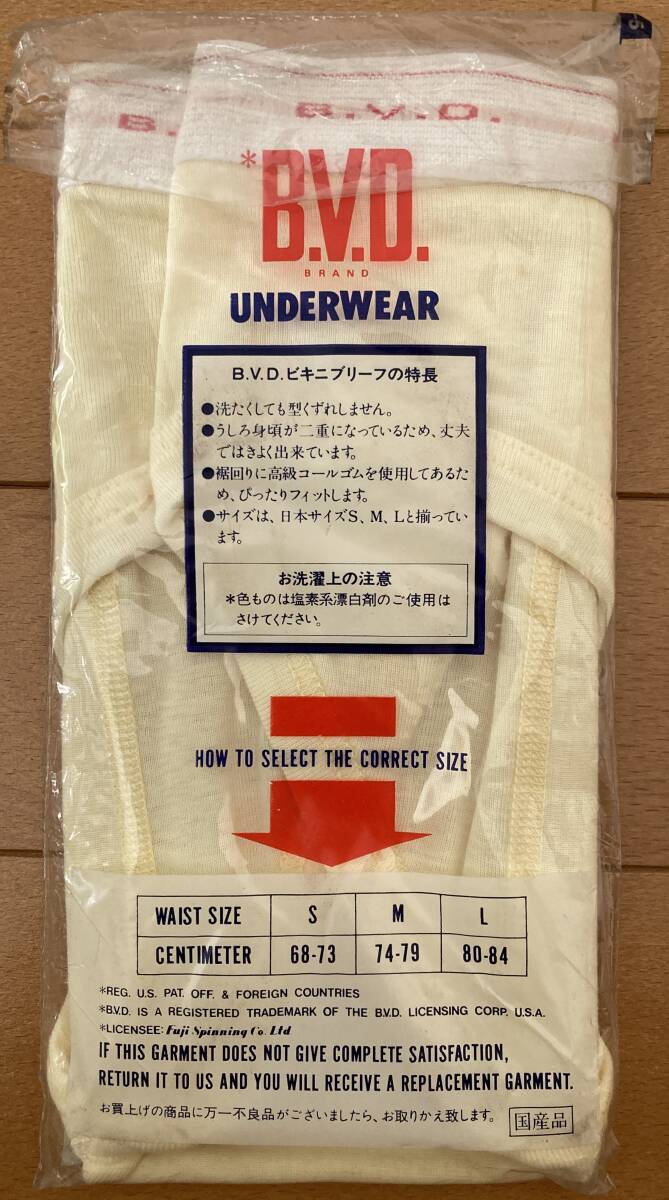 B.
B.V.D.
*B.V.D.
BRAND
UNDERWEAR
B.V.D.ビキニブリーフの特長
●洗たくしても型くずれしません。
●うしろ身頃が二重になっているため、丈夫
ではきよく出来ています。
●裾回りに高級コールゴムを使用してあるた
め、ぴったりフィットします。
●サイズは、日本サイズS、M、Lと揃ってい
ます。
お洗濯上の注意
*色ものは塩素系漂白剤のご使用は
さけてください。
HOW TO SELECT THE CORRECT SIZE
WAIST SIZE S M L
CENTIMETER 68-73 74-79 80-84
*REG. U.S. PAT. OFF. & FOREIGN COUNTRIES
*B.V.D. IS A REGISTERED TRADEMARK OF THE B.V.D. LICENSING CORP. U.S.A.
*LICENSEE: Fuji Spinning Co. Ltd
IF THIS GARMENT DOES NOT GIVE COMPLETE SATISFACTION,
RETURN IT TO US AND YOU WILL RECEIVE A REPLACEMENT GARMENT.
お買上げの商品に万一不良品がございましたら、お取りかえ致します。 国産品